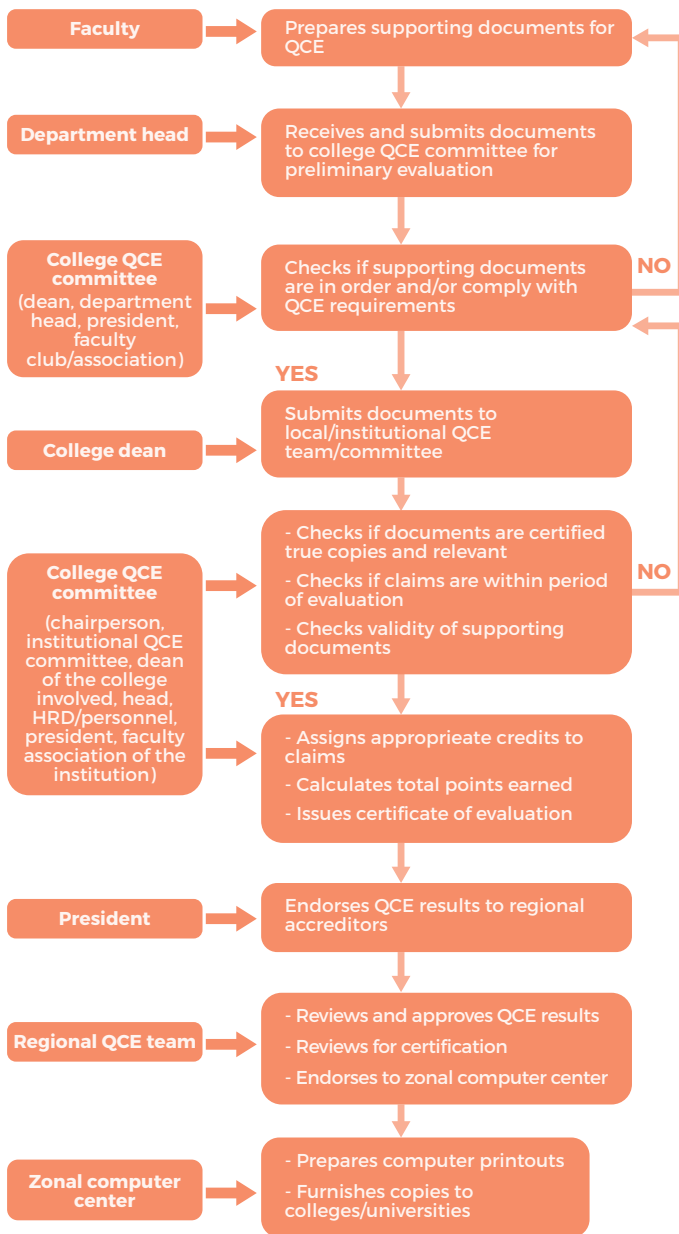 Faculty
Prepares supporting documents for
QCE
Department head
Receives and submits documents
to college QCE committee for
preliminary evaluation
College QCE
committee
(dean, department
head, president,
faculty
club/association)
Checks if supporting documents
are in order and/or comply with
QCE requirements
NO
YES
College dean
Submits documents to
local/institutional QCE
team/committee
College QCE
committee
(chairperson,
institutional QCE
committee, dean
of the college
involved, head,
HRD/personnel,
president, faculty
association of the
institution)
- Checks if documents are certified
true copies and relevant
- Checks if claims are within period
of evaluation
- Checks validity of supporting
documents
NO
YES
- Assigns approprieate credits to
claims
- Calculates total points earned
- Issues certificate of evaluation
President
Endorses QCE results to regional
accreditors
Regional QCE team
- Reviews and approves QCE results
- Reviews for certification
- Endorses to zonal computer center
Zonal computer
center
- Prepares computer printouts
- Furnishes copies to
colleges/universities